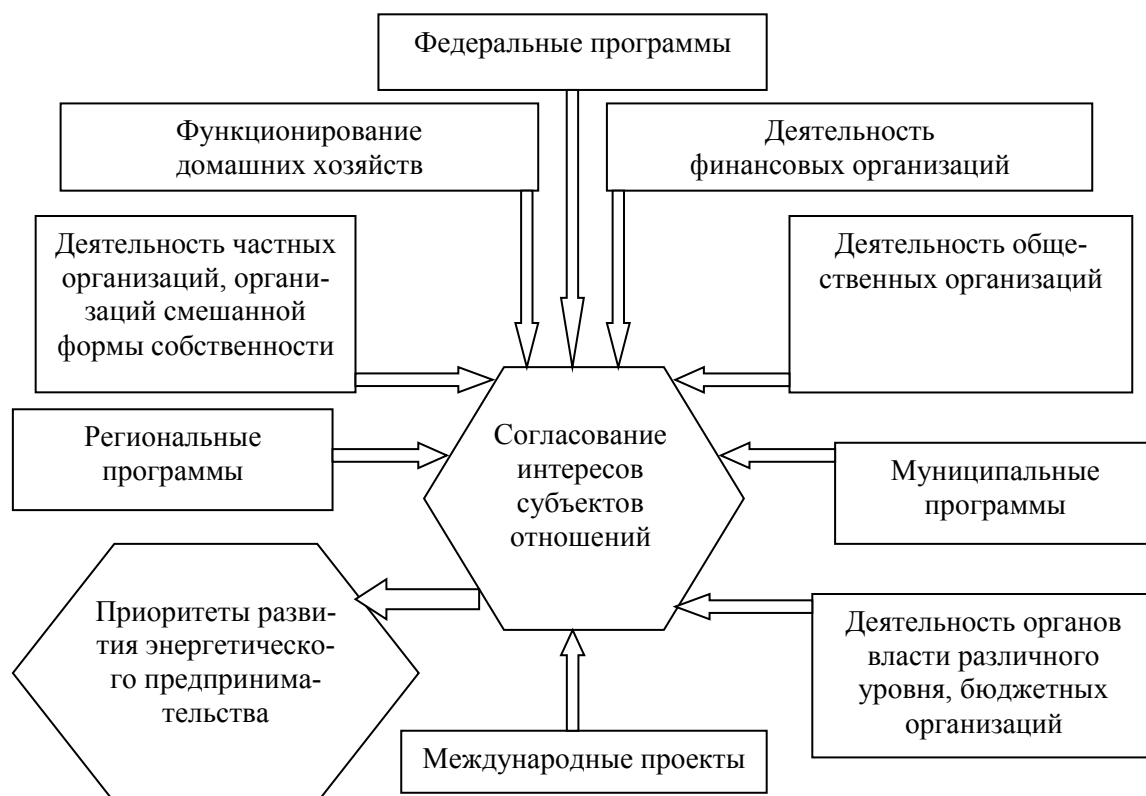 Федеральные программы
Функционирование
домашних хозяйств
Деятельность
финансовых организаций
Деятельность частных
организаций, органи-
заций смешанной
формы собственности
Деятельность обще-
ственных организаций
Региональные
программы
Согласование
интересов
субъектов
отношений
Муниципальные
программы
Приоритеты разви-
тия энергетическо-
го предпринима-
тельства
Деятельность органов
власти различного
уровня, бюджетных
организаций
Международные проекты